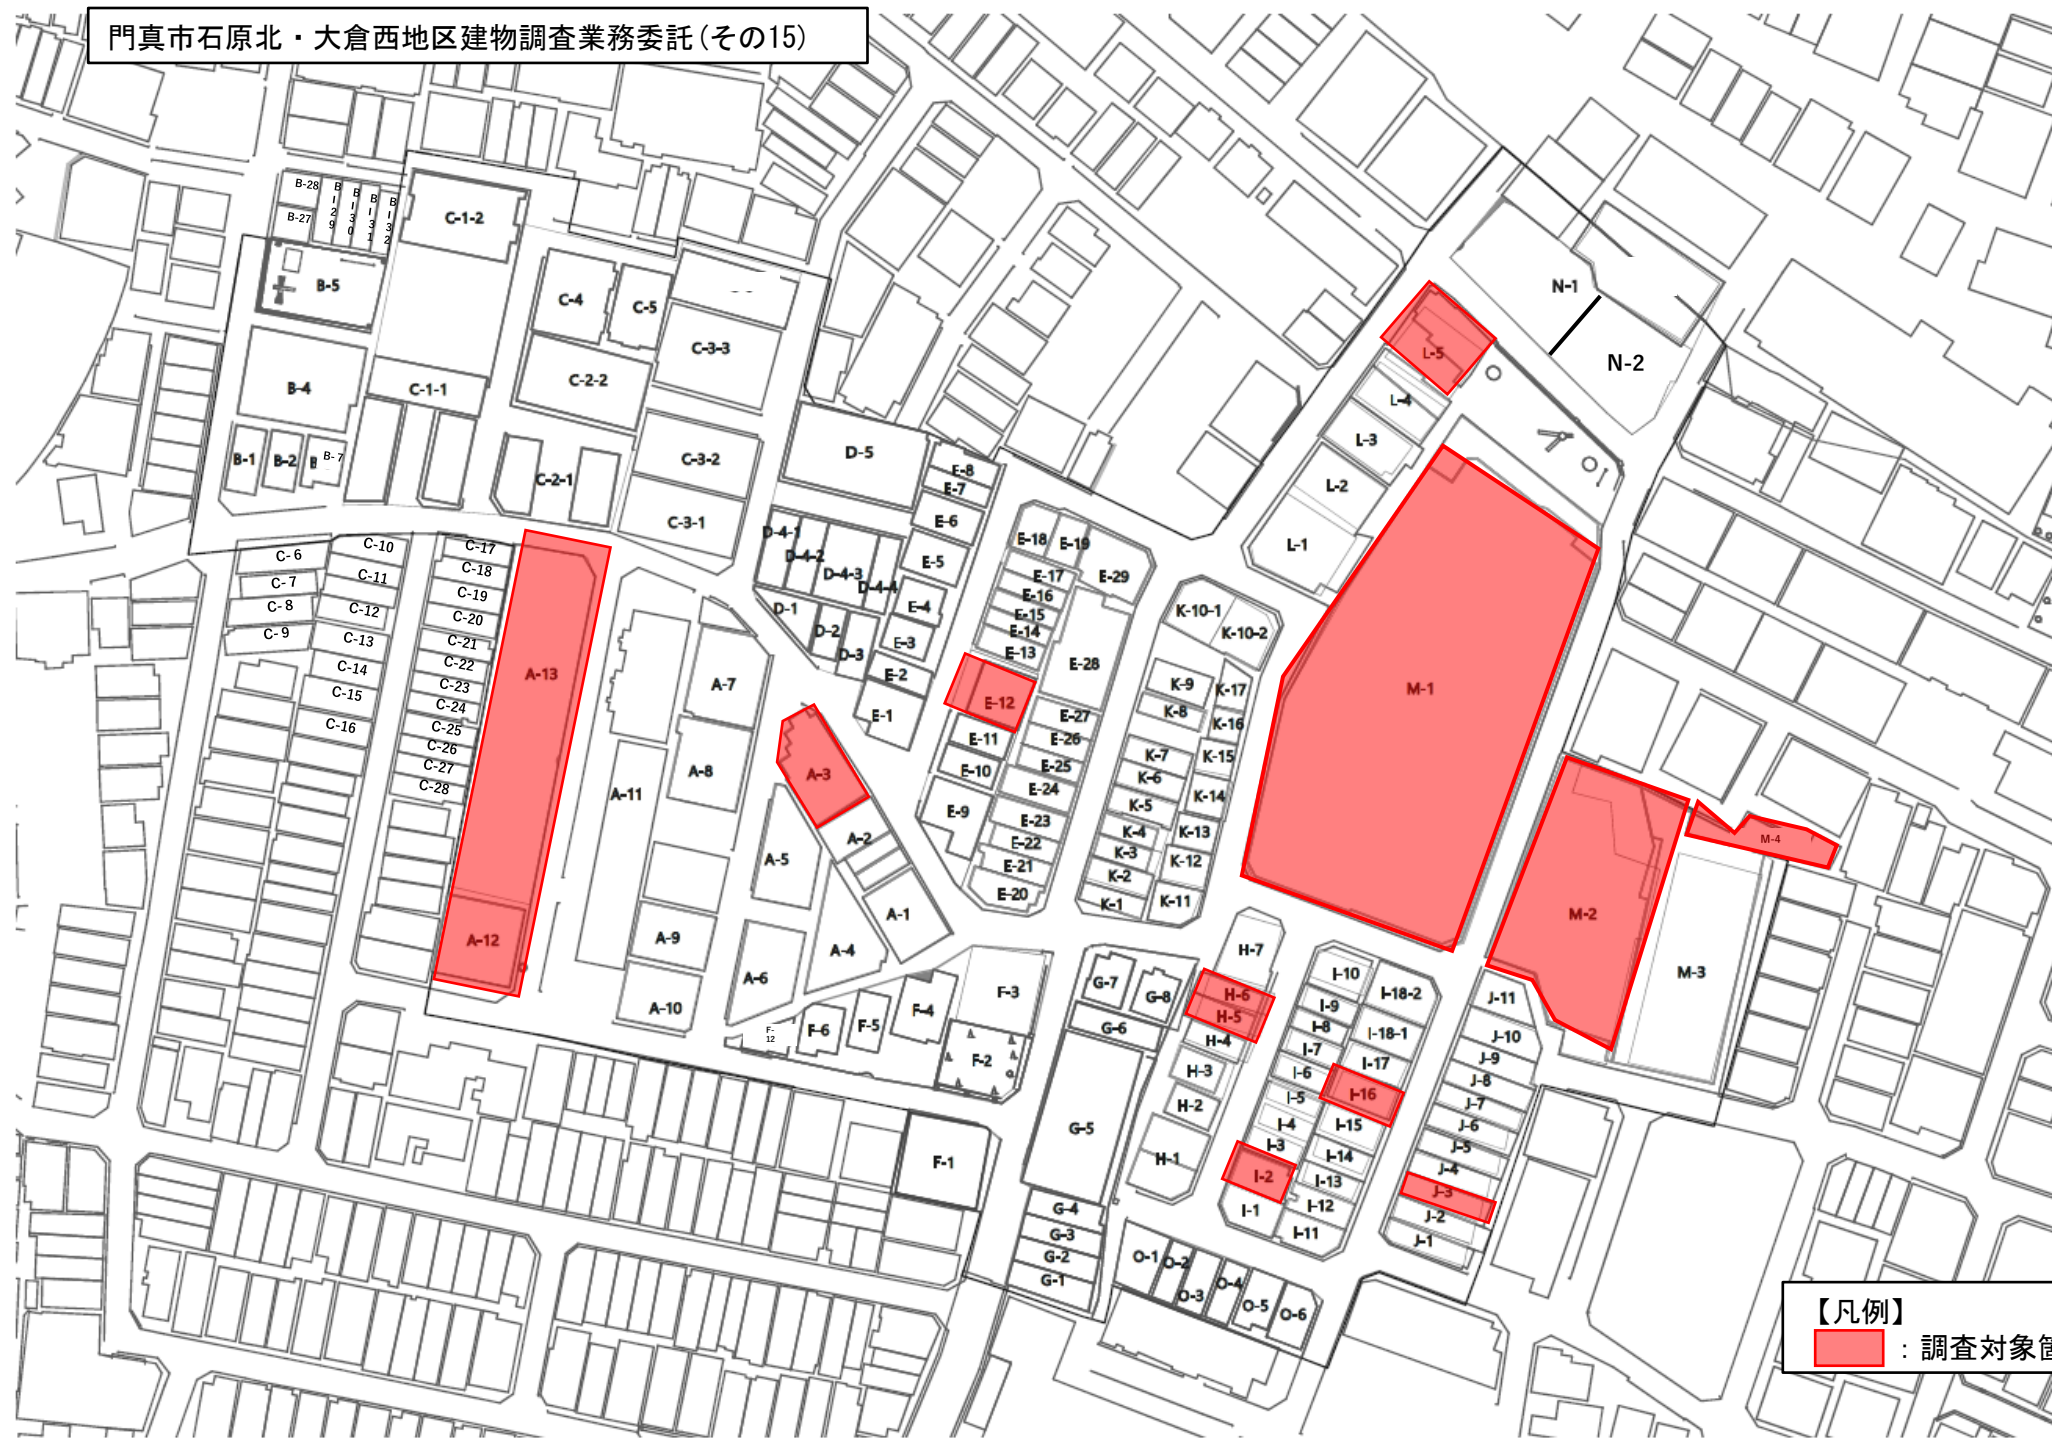 門真市石原北・大倉西地区建物調査業務委託(その15)
B-28
B-27
B-29
B-30
B-31
B-32
C-1-2
B-5
C-4
C-5
C-3-3
C-2-2
C-1-1
B-4
B-1
B-2
B-7
C-2-1
C-3-2
C-3-1
D-5
N-1
N-2
L-5
L-4
L-3
L-2
L-1
E-8
E-7
E-6
E-5
E-4
E-3
E-2
E-1
D-4-1
D-4-2
D-4-3
D-4-4
D-1
D-2
D-3
E-18
E-19
E-29
E-17
E-16
E-15
E-14
E-13
E-28
E-12
E-11
E-10
E-9
E-27
E-26
E-25
E-24
E-23
E-22
E-21
E-20
C-6
C-7
C-8
C-9
C-10
C-11
C-12
C-13
C-14
C-15
C-16
C-17
C-18
C-19
C-20
C-21
C-22
C-23
C-24
C-25
C-26
C-27
C-28
A-13
A-12
A-11
A-7
A-8
A-9
A-10
A-3
A-2
A-1
A-5
A-4
A-6
K-10-1
K-10-2
K-9
K-8
K-7
K-6
K-5
K-4
K-3
K-2
K-1
K-17
K-16
K-15
K-14
K-13
K-12
K-11
M-1
M-2
M-3
M-4
F-12
F-6
F-5
F-4
F-3
F-2
F-1
G-7
G-8
G-6
G-5
G-4
G-3
G-2
G-1
H-7
H-6
H-5
H-4
H-3
H-2
H-1
I-10
I-9
I-8
I-7
I-6
I-5
I-4
I-3
I-2
I-1
I-18-2
I-18-1
I-17
I-16
I-15
I-14
I-13
I-12
I-11
J-11
J-10
J-9
J-8
J-7
J-6
J-5
J-4
J-3
J-2
J-1
O-1
O-2
O-3
O-4
O-5
O-6
【凡例】
：調査対象箇